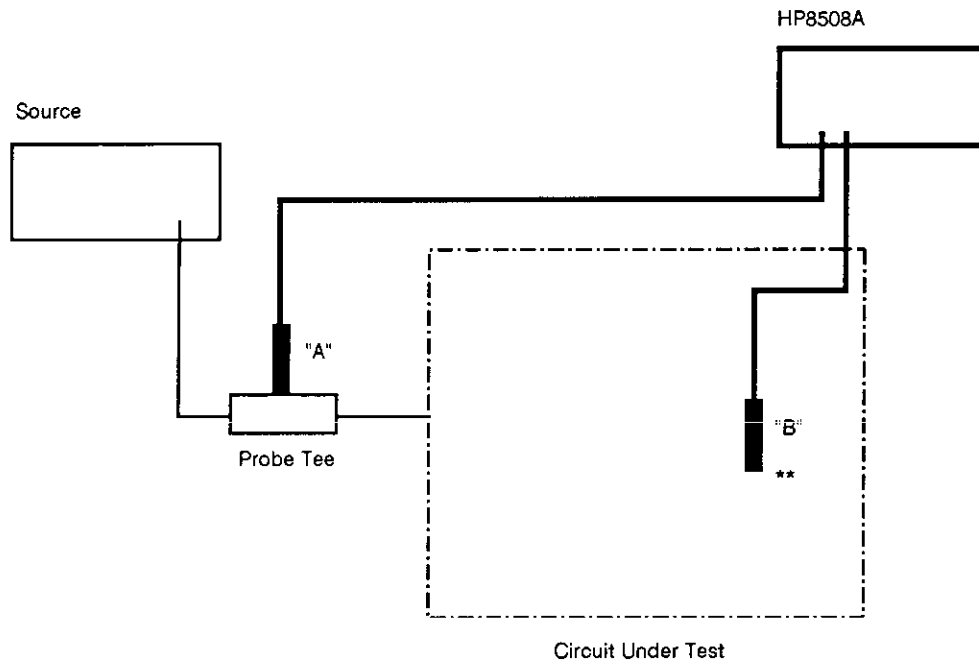 HP8508A
Source
"A"
Probe Tee
"B"
**
Circuit Under Test